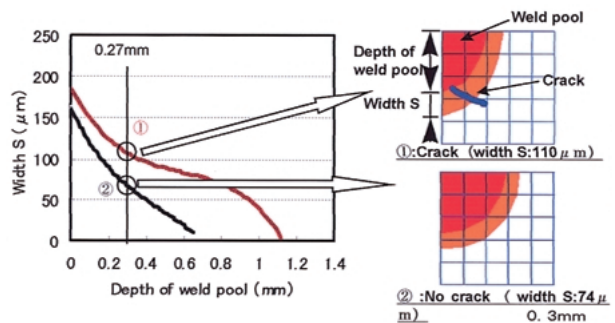 Width S (μm)
250
200
150
100
50
0
0.27mm
①
②
0 0.2 0.4 0.6 0.8 1 1.2 1.4
Depth of weld pool (mm)
Weld pool
Depth of
weld pool
Crack
Width S
①:Crack (width S:110μm)
② :No crack ( width S:74μ
m) 0.3mm